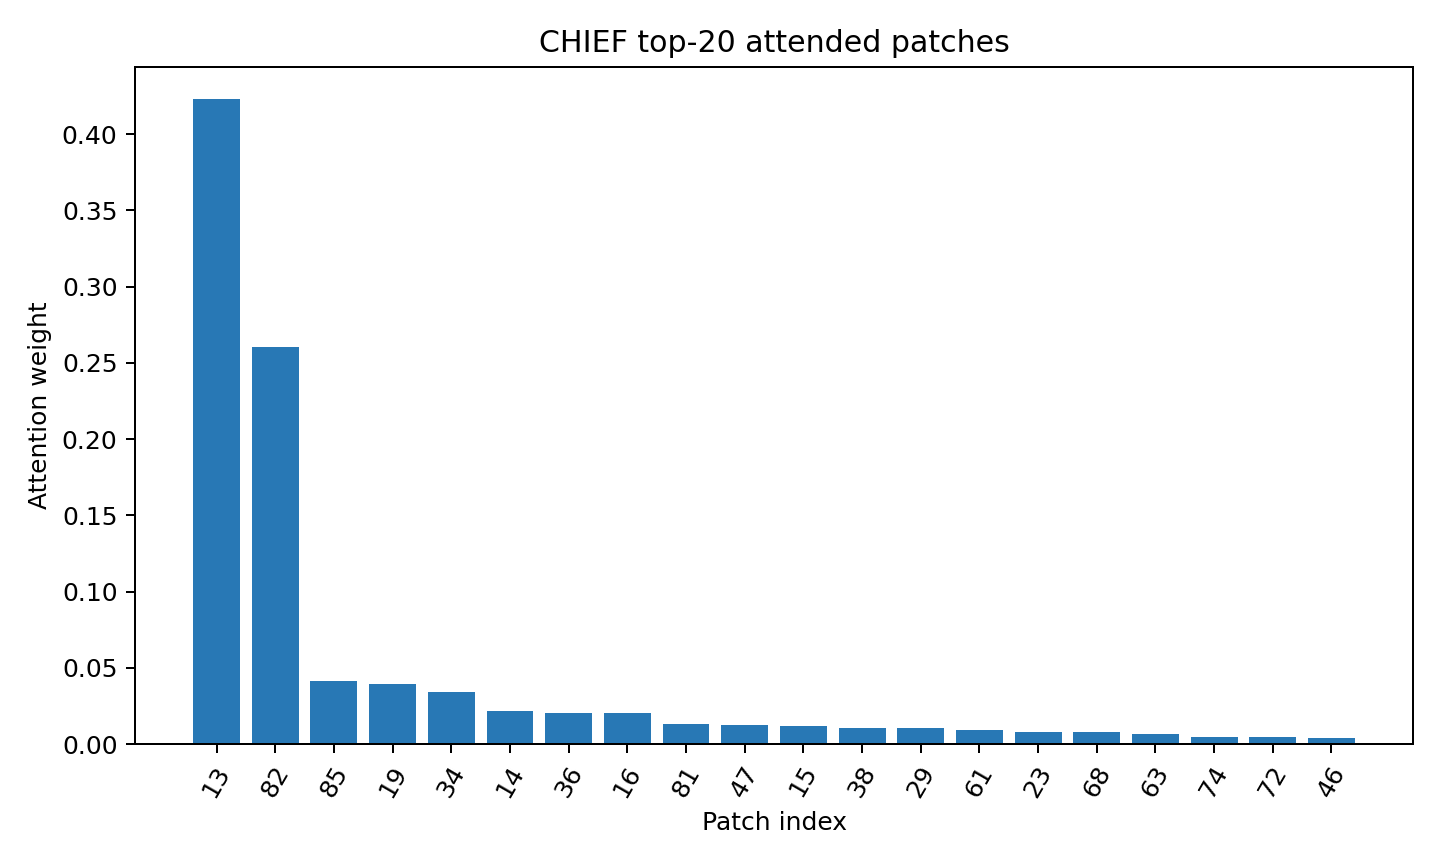 CHIEF top-20 attended patches
Attention weight
0.40
0.35
0.30
0.25
0.20
0.15
0.10
0.05
0.00
13 82 85 19 34 14 36 16 81 47 15 38 29 61 23 68 63 74 72 46
Patch index